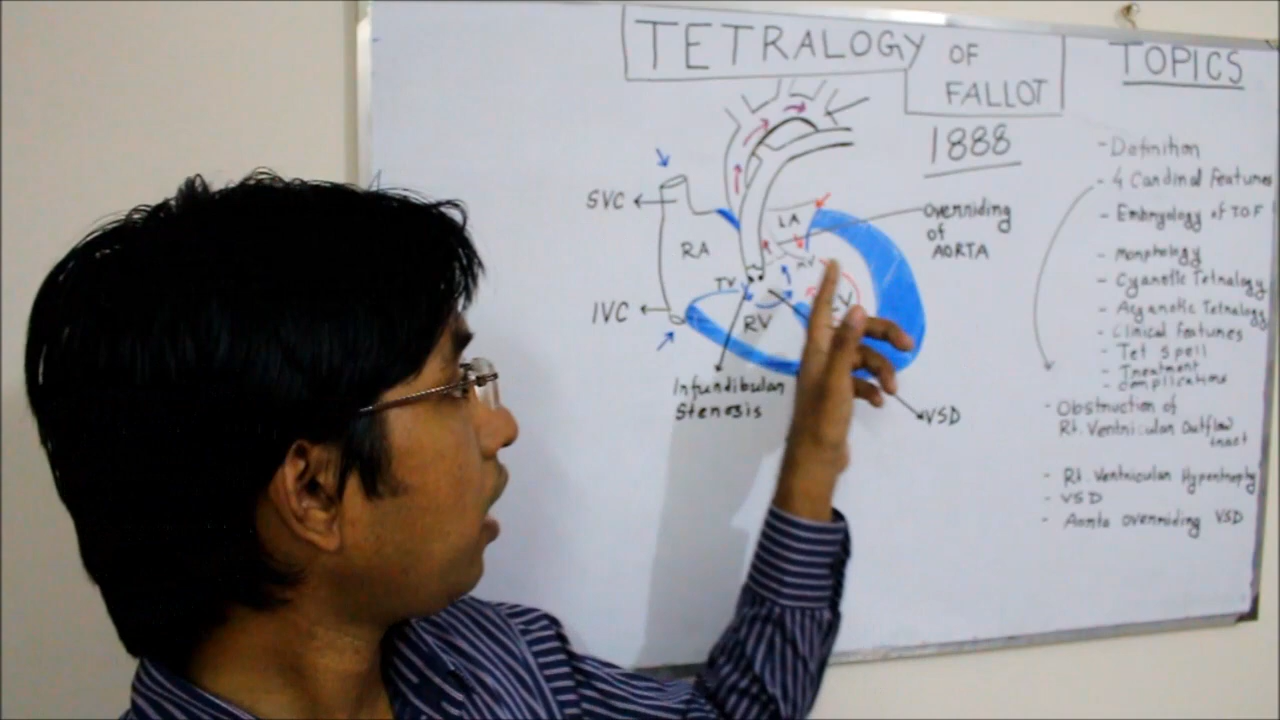 TETRALOGY
OF
FALLOT
1888
SVC
RA
IVC
TV
RV
LA
Overriding
of
AORTA
Infundibular
Stenosis
VSD
TOPICS
- Definition
- 4 Cardinal features
- Embryology of TOF
- morphology
- Cyanotic Tetralogy
- Acyanotic Tetralogy
- Clinical features
- Tet spell
- Treatment
- complications
- Obstruction of
Rt. Ventricular Outflow
tract
- Rt. Ventricular Hypertrophy
- VSD
- Aorta overriding VSD